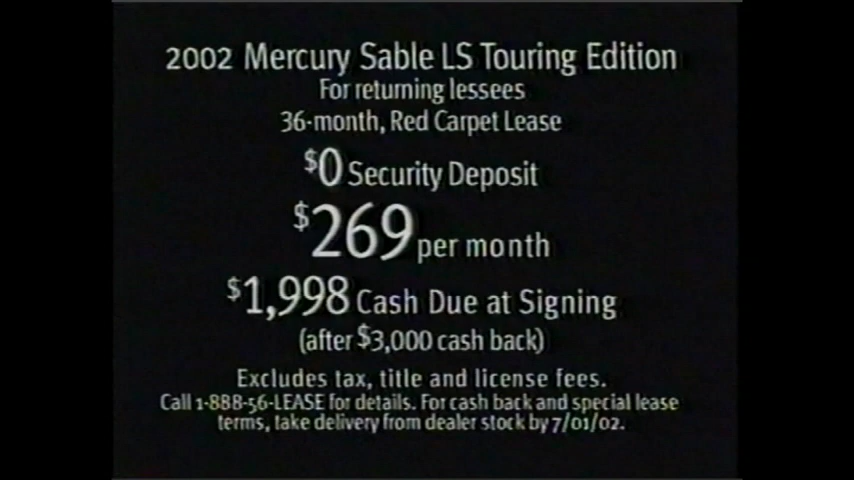 2002 Mercury Sable LS Touring Edition
For returning lessees
36-month, Red Carpet Lease
$0 Security Deposit
$269 per month
$1,998 Cash Due at Signing
(after $3,000 cash back)
Excludes tax, title and license fees.
Call 1-888-56-LEASE for details. For cash back and special lease
terms, take delivery from dealer stock by 7/01/02.